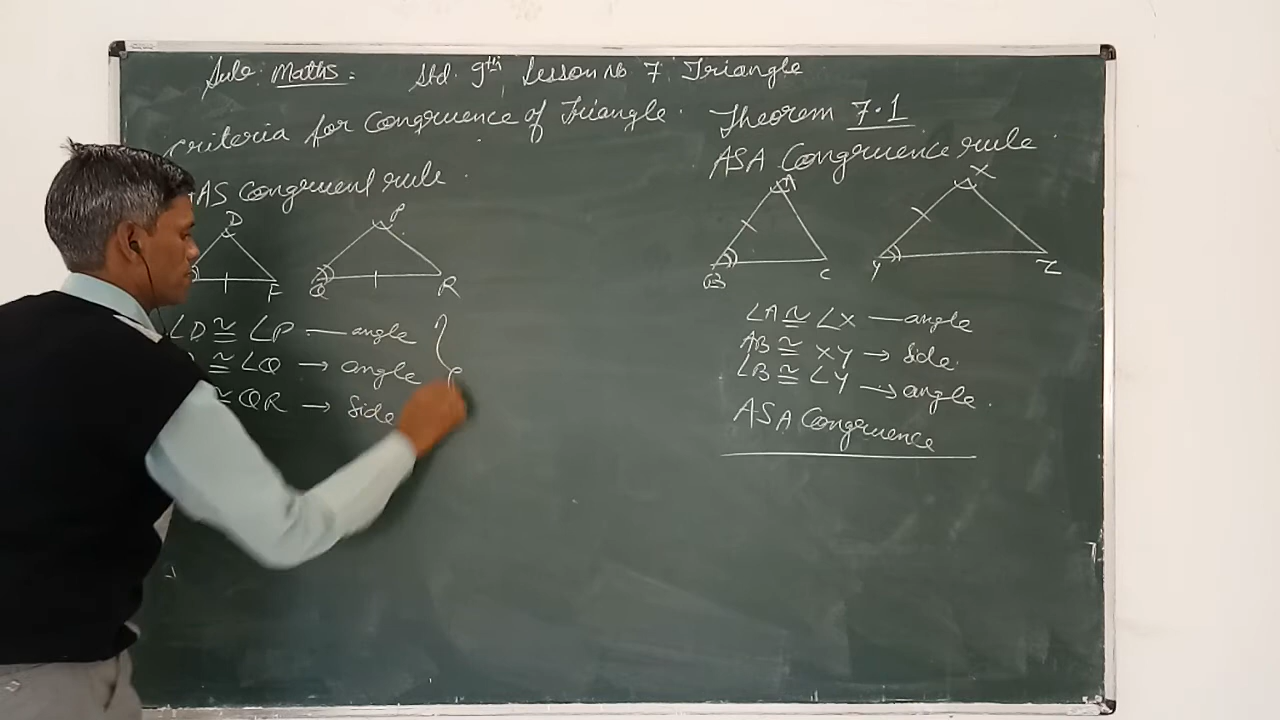 Sub: Maths. Std. 9th, Lesson no 7. Triangle
Criteria for Congruence of Triangle.
AAS Congruent rule.
D
P
F
Q
R
∠D ≅ ∠P — angle
≅ ∠Q → angle
≅ QR → Side
Theorem 7.1
ASA Congruence rule.
A
X
B
C
Y
Z
∠A ≅ ∠X — angle
AB ≅ XY → Side.
∠B ≅ ∠Y → angle.
ASA Congruence